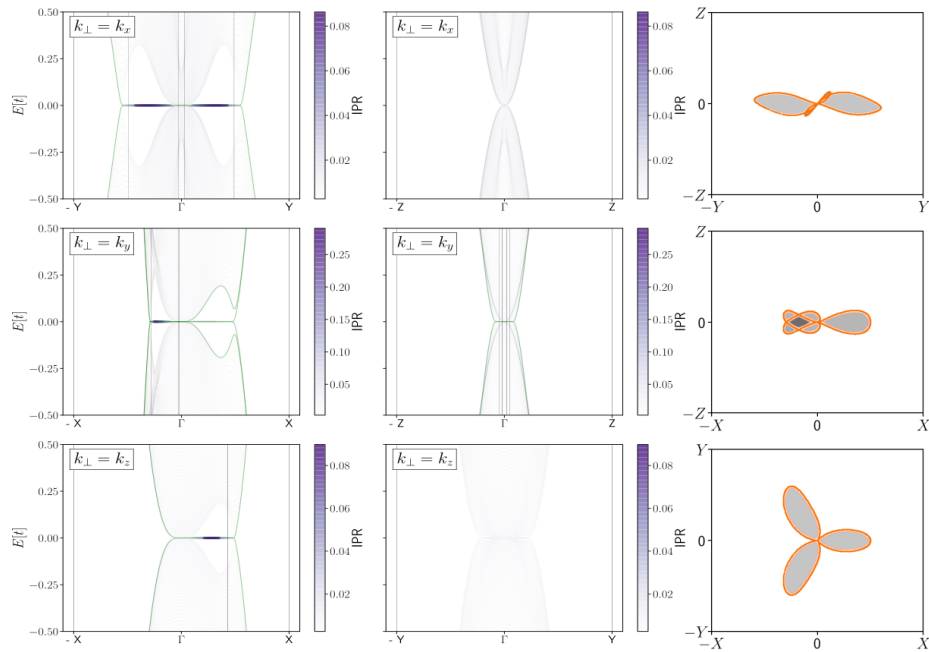 k⊥ = kx
0.50
0.25
0.00
-0.25
-0.50
E[t]
- Y
Γ
Y
0.08
0.06
0.04
0.02
IPR
k⊥ = kx
- Z
Γ
Z
0.08
0.06
0.04
0.02
IPR
Z
0
−Z
−Y
0
Y
k⊥ = ky
0.50
0.25
0.00
-0.25
-0.50
E[t]
- X
Γ
X
0.25
0.20
0.15
0.10
0.05
IPR
k⊥ = ky
- Z
Γ
Z
0.25
0.20
0.15
0.10
0.05
IPR
Z
0
−Z
−X
0
X
k⊥ = kz
0.50
0.25
0.00
-0.25
-0.50
E[t]
- X
Γ
X
0.08
0.06
0.04
0.02
IPR
k⊥ = kz
- Y
Γ
Y
0.08
0.06
0.04
0.02
IPR
Y
0
−Y
−X
0
X